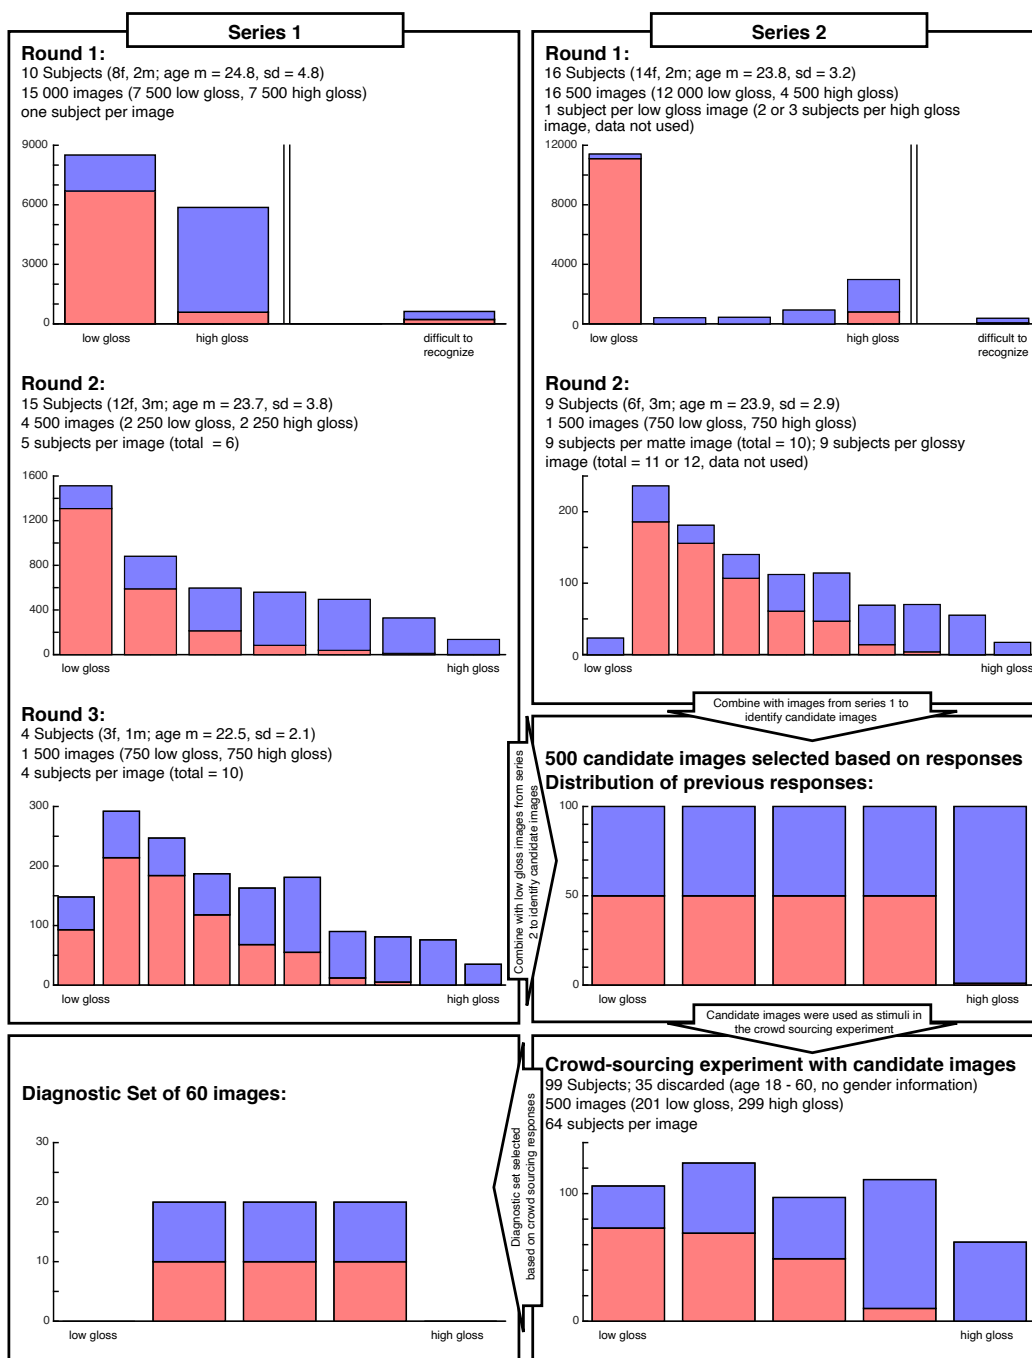 Series 1
Round 1:
10 Subjects (8f, 2m; age m = 24.8, sd = 4.8)
15 000 images (7 500 low gloss, 7 500 high gloss)
one subject per image
9000
6000
3000
0
low gloss
high gloss
difficult to
recognize
Round 2:
15 Subjects (12f, 3m; age m = 23.7, sd = 3.8)
4 500 images (2 250 low gloss, 2 250 high gloss)
5 subjects per image (total  = 6)
1600
1200
800
400
0
low gloss
high gloss
Round 3:
4 Subjects (3f, 1m; age m = 22.5, sd = 2.1)
1 500 images (750 low gloss, 750 high gloss)
4 subjects per image (total = 10)
300
200
100
0
low gloss
high gloss
Combine with low gloss images from series
2 to identify candidate images
Series 2
Round 1:
16 Subjects (14f, 2m; age m = 23.8, sd = 3.2)
16 500 images (12 000 low gloss, 4 500 high gloss)
1 subject per low gloss image (2 or 3 subjects per high gloss
image, data not used)
12000
8000
4000
0
low gloss
high gloss
difficult to
recognize
Round 2:
9 Subjects (6f, 3m; age m = 23.9, sd = 2.9)
1 500 images (750 low gloss, 750 high gloss)
9 subjects per matte image (total = 10); 9 subjects per glossy
image (total = 11 or 12, data not used)
200
100
0
low gloss
high gloss
Combine with images from series 1 to
identify candidate images
500 candidate images selected based on responses
Distribution of previous responses:
100
50
0
low gloss
high gloss
Candidate images were used as stimuli in
the crowd sourcing experiment
Crowd-sourcing experiment with candidate images
99 Subjects; 35 discarded (age 18 - 60, no gender information)
500 images (201 low gloss, 299 high gloss)
64 subjects per image
100
0
low gloss
high gloss
Diagnostic set selected
based on crowd sourcing responses
Diagnostic Set of 60 images:
30
20
10
0
low gloss
high gloss